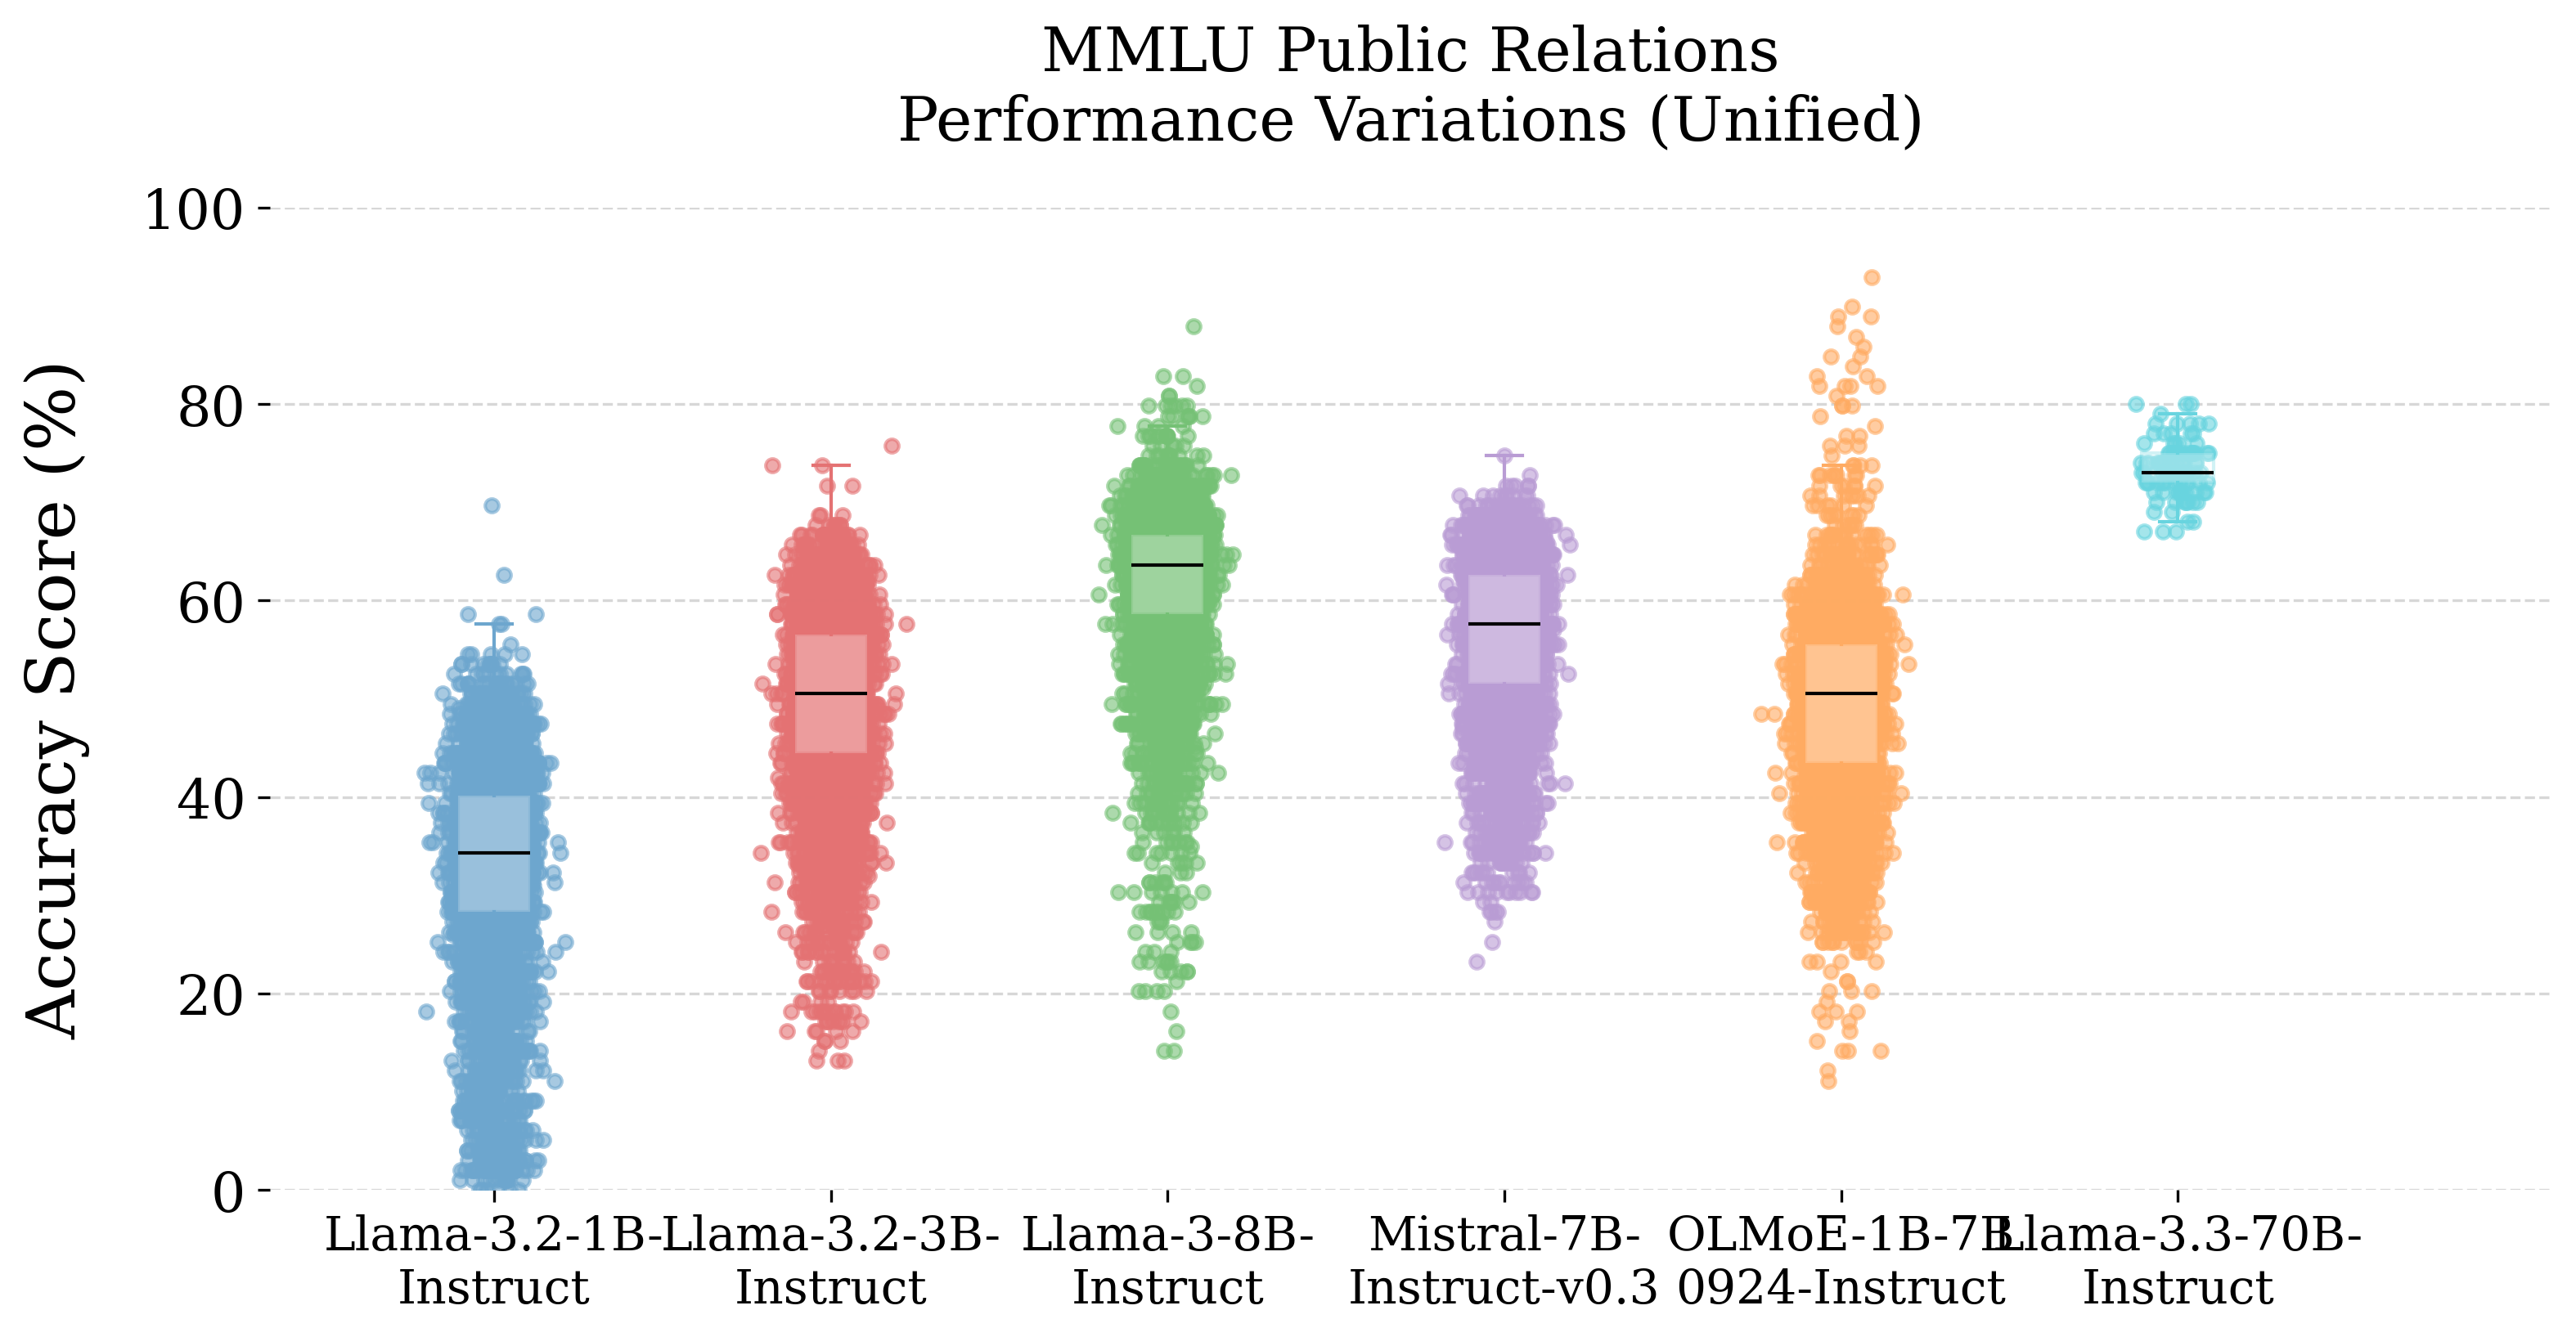 MMLU Public Relations
Performance Variations (Unified)
Accuracy Score (%)
100
80
60
40
20
0
Llama-3.2-1B- Llama-3.2-3B- Llama-3-8B- Mistral-7B- OLMoE-1B-7B Llama-3.3-70B-
Instruct Instruct Instruct Instruct-v0.3 0924-Instruct Instruct